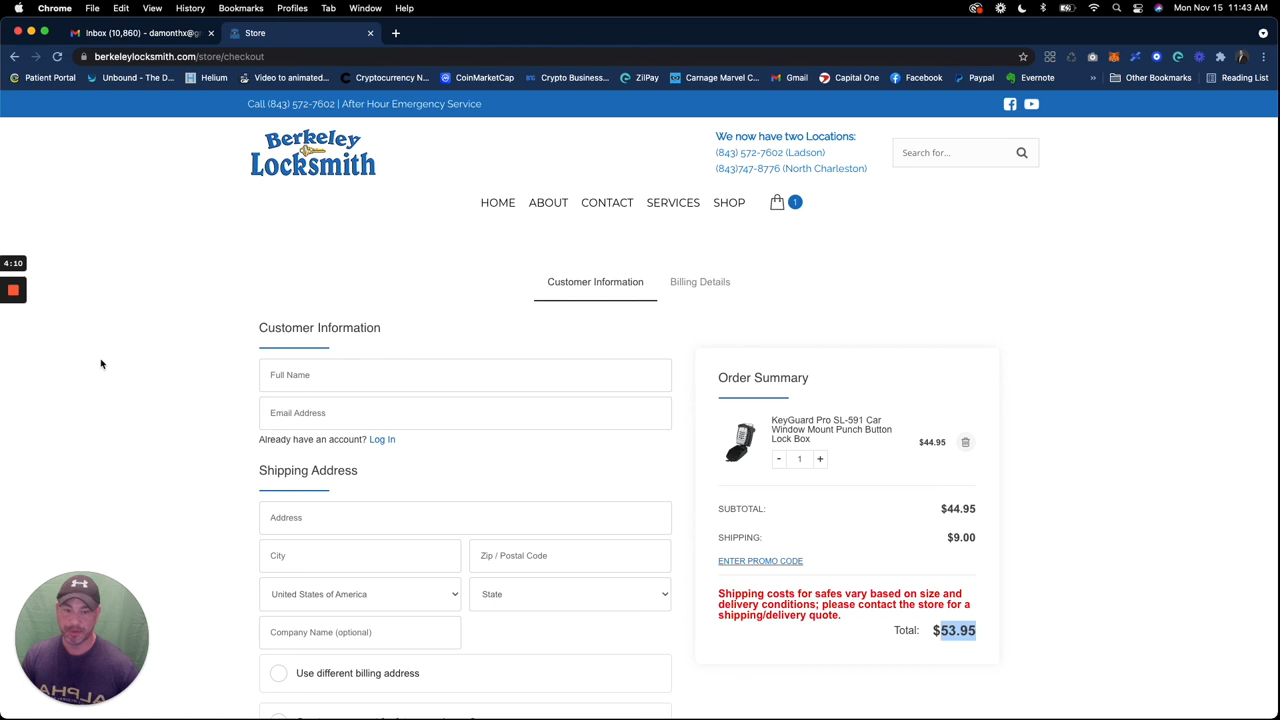 Chrome File Edit View History Bookmarks Profiles Tab Window Help Mon Nov 15 11:43 AM
Inbox (10,860) - damonthx@gr Store
berkeleylocksmith.com/store/checkout
Patient Portal Unbound - The D... Helium Video to animated... Cryptocurrency N... CoinMarketCap Crypto Business... ZilPay Carnage Marvel C... Gmail Capital One Facebook Paypal Evernote » Other Bookmarks Reading List
Call (843) 572-7602 | After Hour Emergency Service
Berkeley
Locksmith
We now have two Locations:
(843) 572-7602 (Ladson)
(843)747-8776 (North Charleston)
Search for...
HOME ABOUT CONTACT SERVICES SHOP 1
4:10
Customer Information Billing Details
Customer Information
Full Name
Email Address
Already have an account? Log In
Shipping Address
Address
City Zip / Postal Code
United States of America State
Company Name (optional)
Use different billing address
Order Summary
KeyGuard Pro SL-591 Car
Window Mount Punch Button
Lock Box
$44.95
- 1 +
SUBTOTAL: $44.95
SHIPPING: $9.00
ENTER PROMO CODE
Shipping costs for safes vary based on size and
delivery conditions; please contact the store for a
shipping/delivery quote.
Total: $53.95